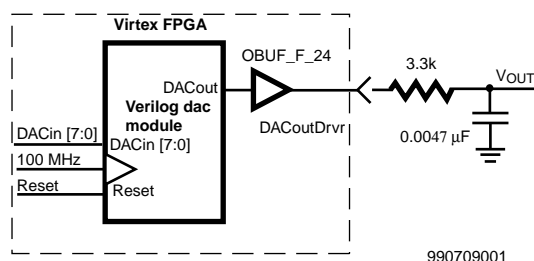 Virtex FPGA
OBUF_F_24
3.3k
VOUT
DACout
Verilog dac
module
DACoutDrvr
0.0047 µF
DACin [7:0]
DACin [7:0]
100 MHz
Reset
Reset
990709001